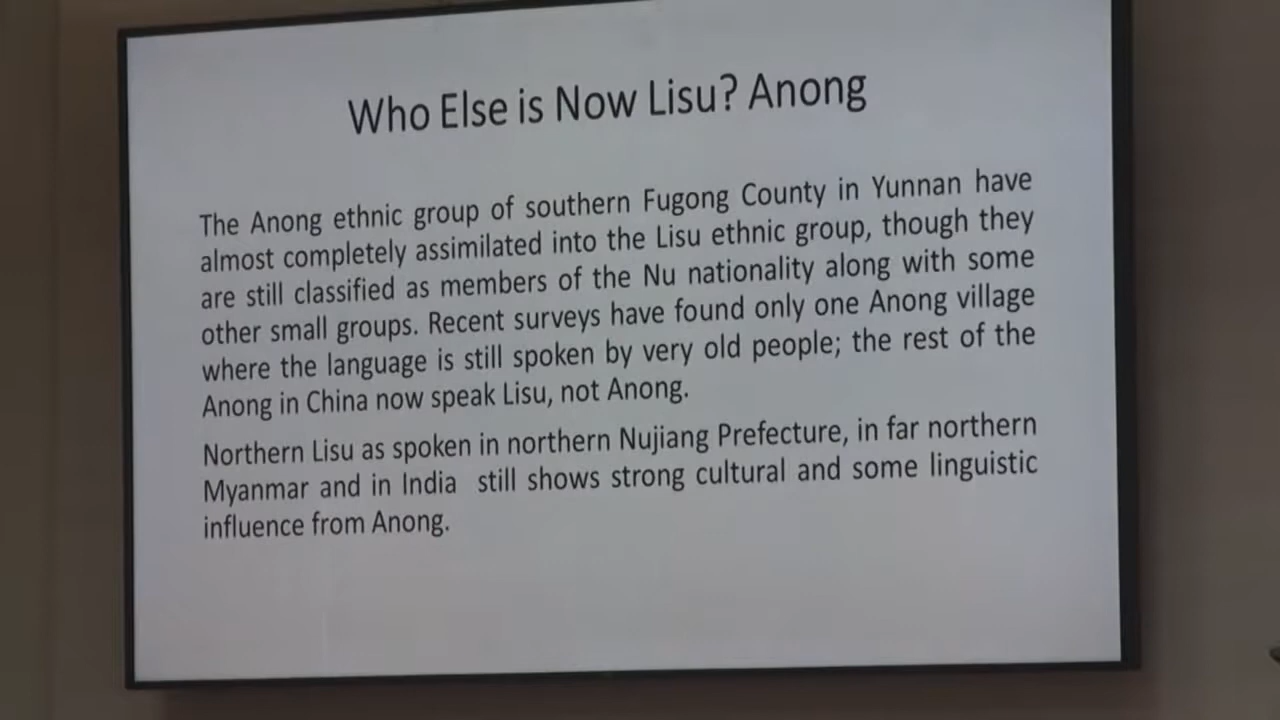 Who Else is Now Lisu? Anong
The Anong ethnic group of southern Fugong County in Yunnan have
almost completely assimilated into the Lisu ethnic group, though they
are still classified as members of the Nu nationality along with some
other small groups. Recent surveys have found only one Anong village
where the language is still spoken by very old people; the rest of the
Anong in China now speak Lisu, not Anong.
Northern Lisu as spoken in northern Nujiang Prefecture, in far northern
Myanmar and in India still shows strong cultural and some linguistic
influence from Anong.